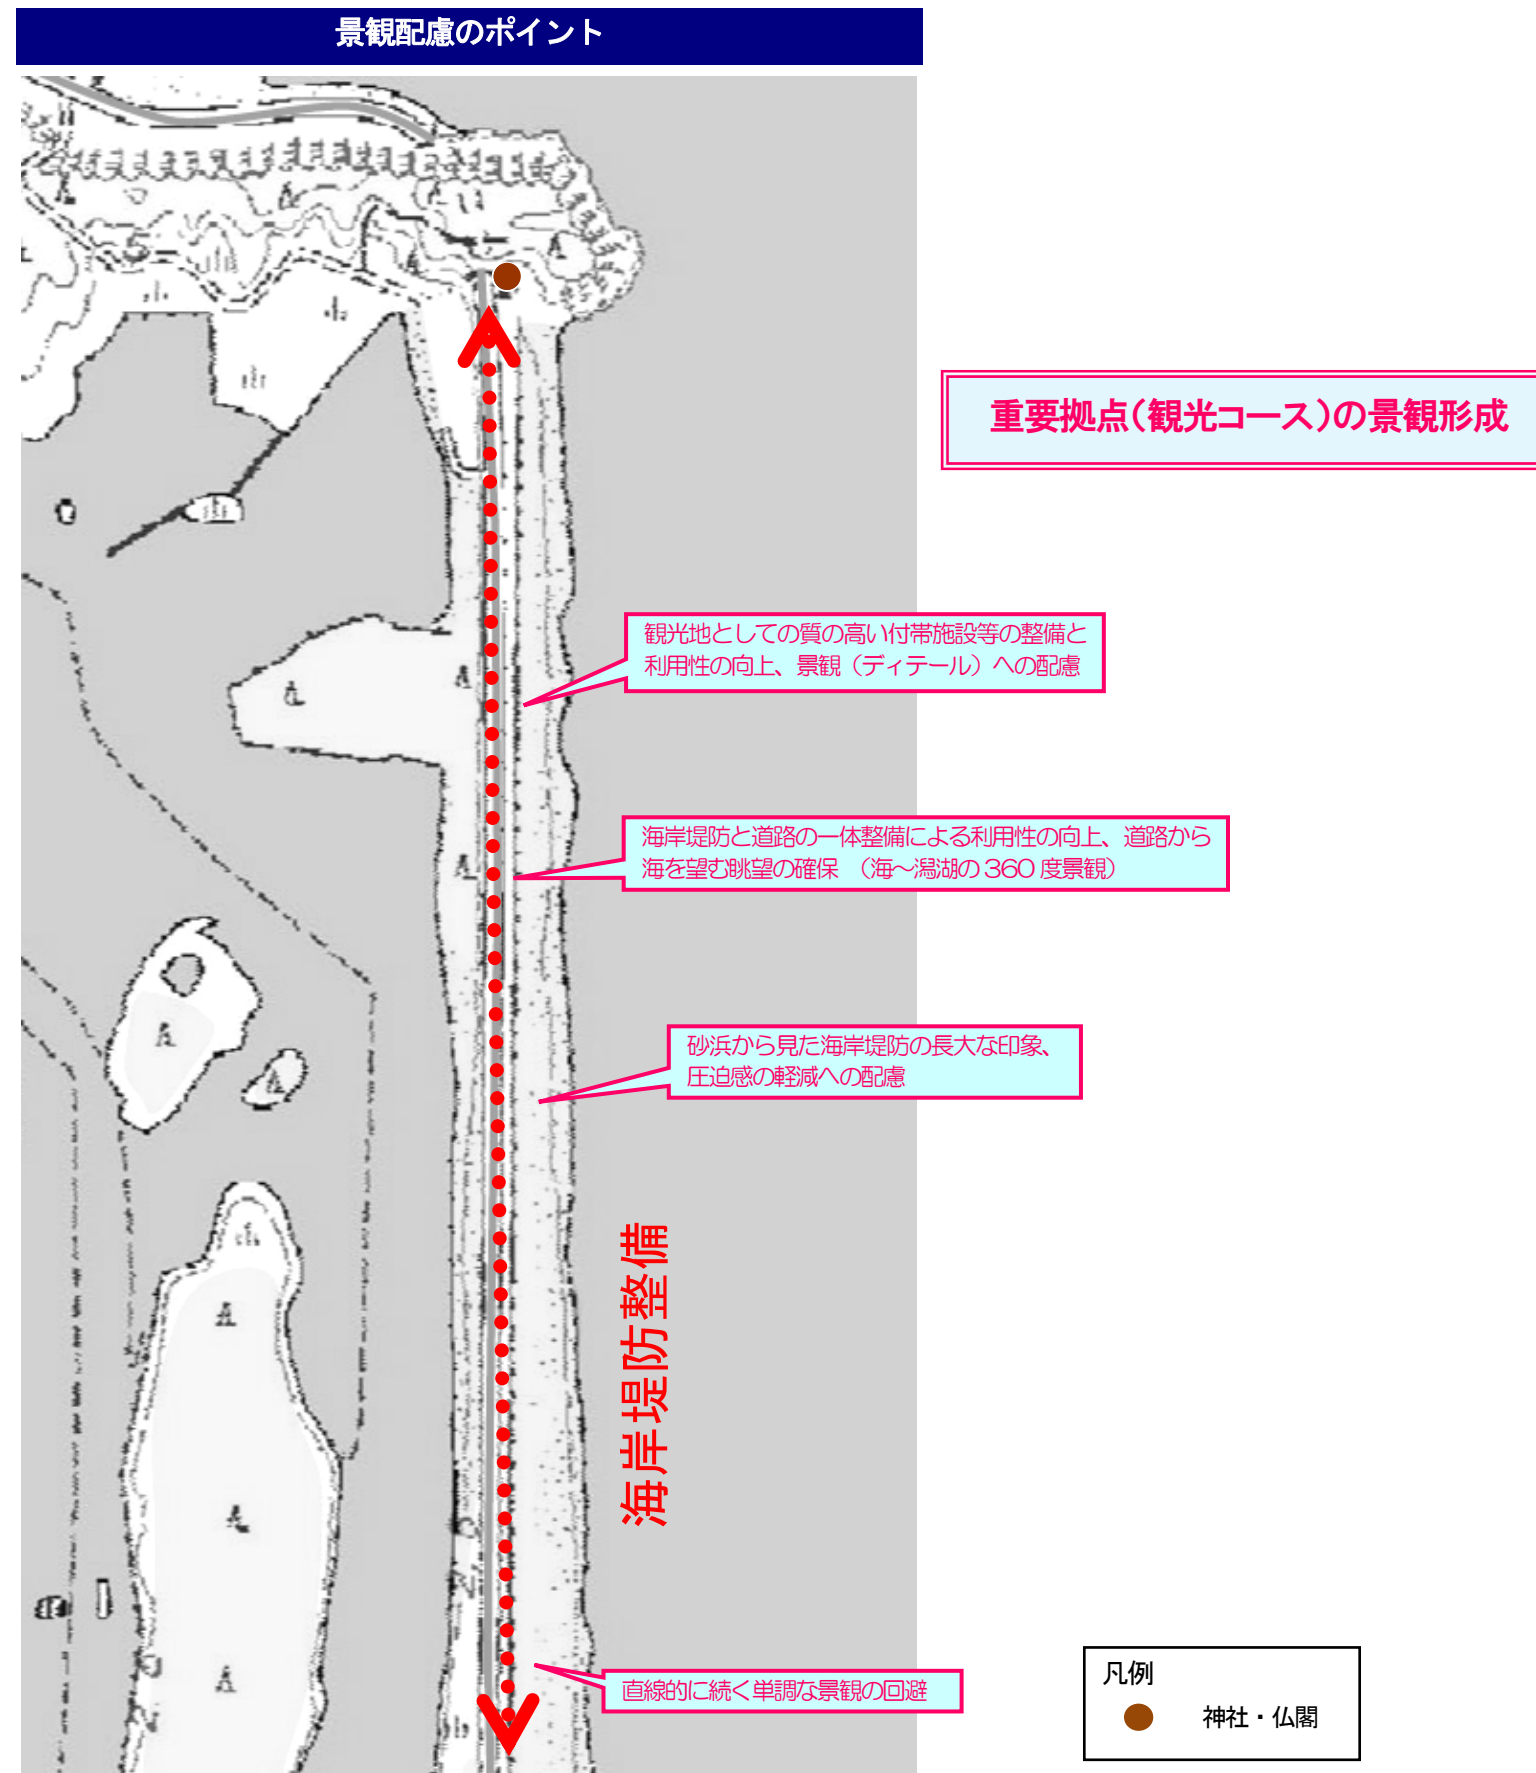 景観配慮のポイント
重要拠点(観光コース)の景観形成
観光地としての質の高い付帯施設等の整備と
利用性の向上、景観（ディテール）への配慮
海岸堤防と道路の一体整備による利用性の向上、道路から
海を望む眺望の確保　（海～潟湖の 360 度景観）
砂浜から見た海岸堤防の長大な印象、
圧迫感の軽減への配慮
海岸堤防整備
直線的に続く単調な景観の回避
凡例
神社・仏閣